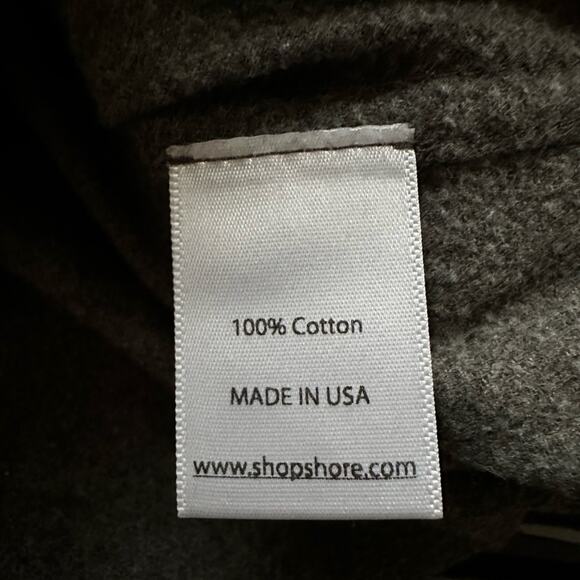 100% Cotton
MADE IN USA
www.shopshore.com